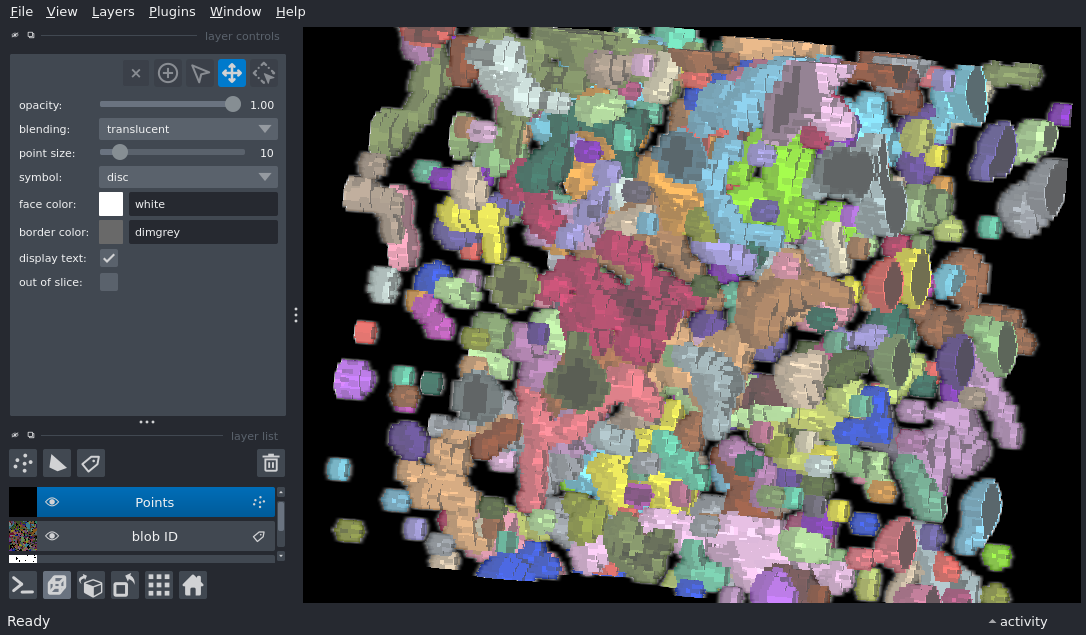 File View Layers Plugins Window Help
layer controls
opacity: 1.00
blending: translucent
point size: 10
symbol: disc
face color: white
border color: dimgrey
display text:
out of slice:
layer list
Points
blob ID
Ready
activity